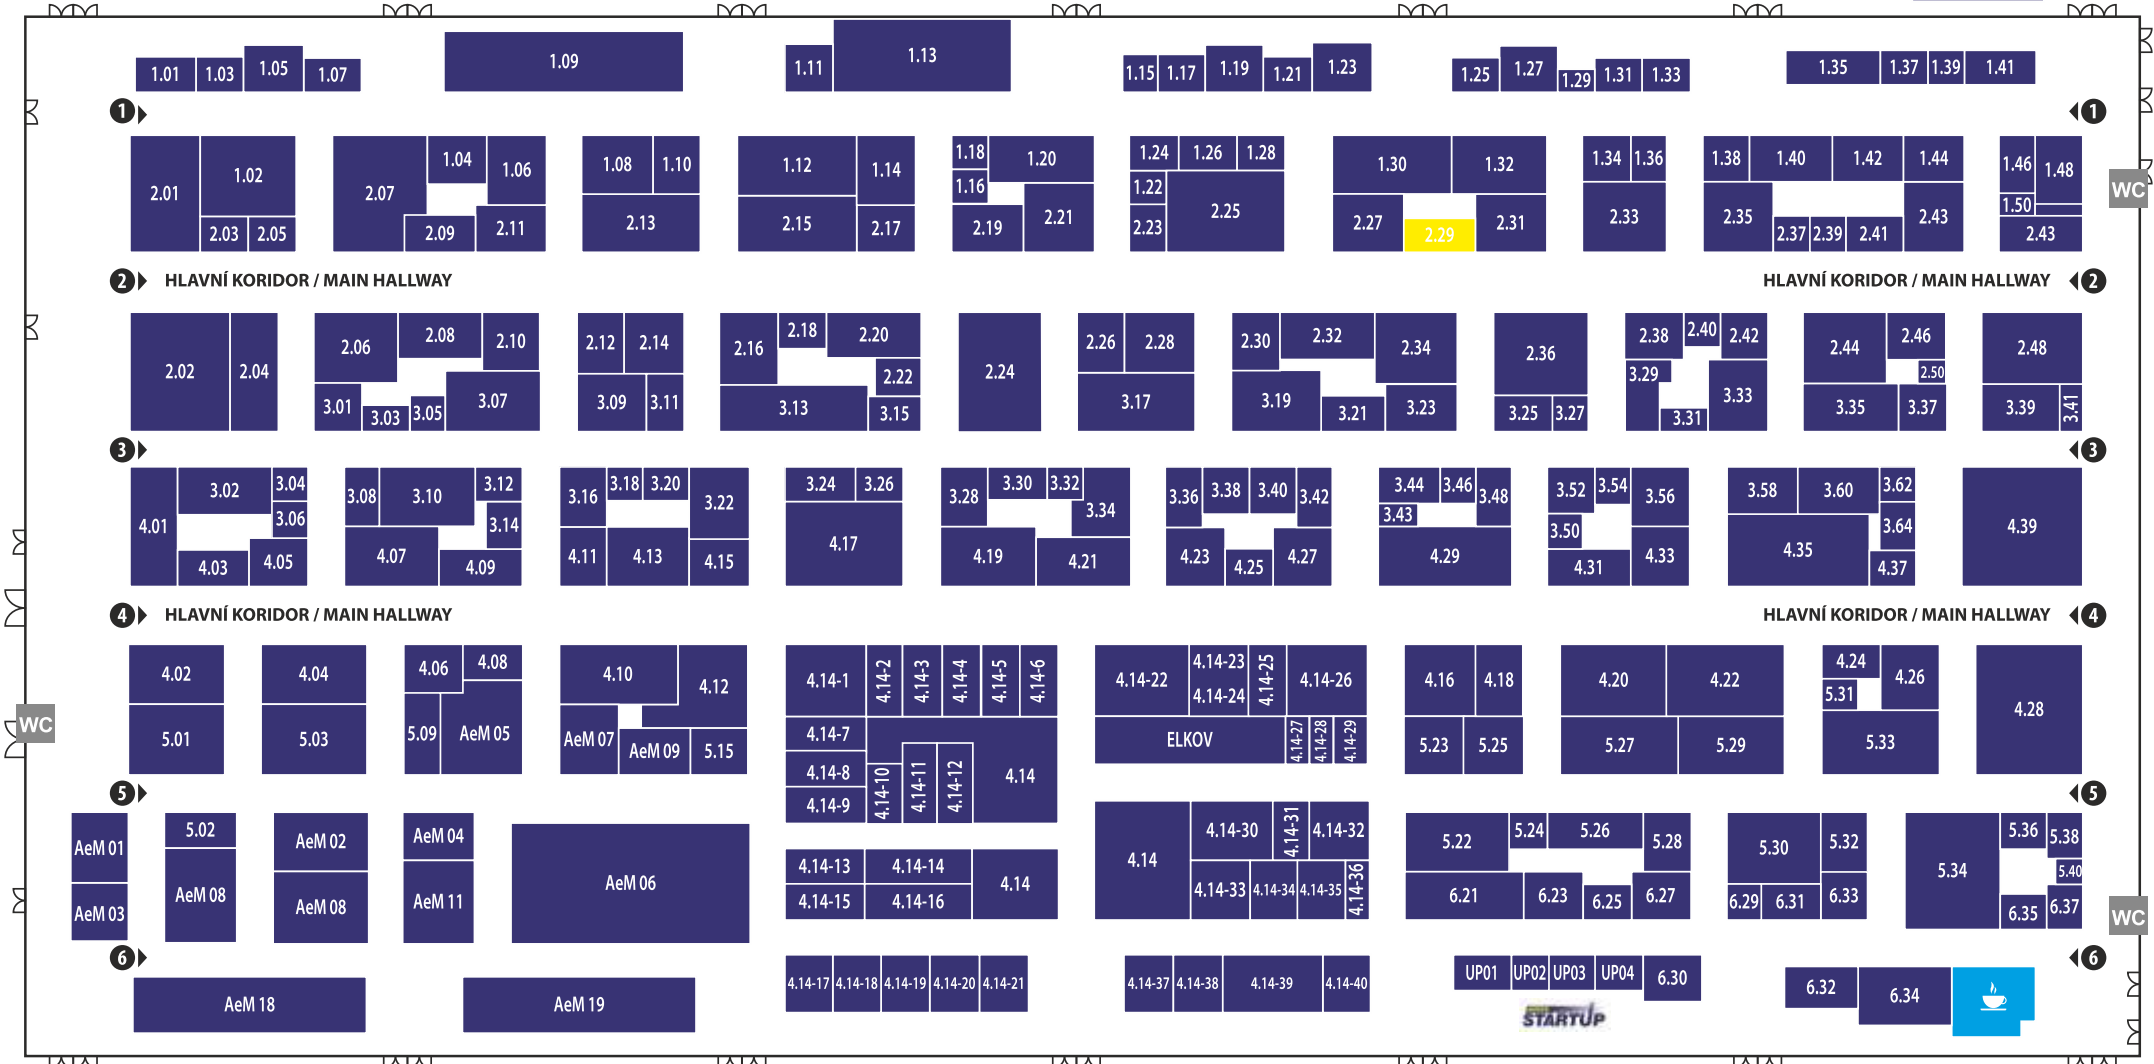 1.01 1.03 1.05 1.07 1.09 1.11 1.13 1.15 1.17 1.19 1.21 1.23 1.25 1.27 1.29 1.31 1.33 1.35 1.37 1.39 1.41
1 1
2.01 1.02 2.07 1.04 1.06 1.08 1.10 1.12 1.14 1.18 1.20 1.24 1.26 1.28 1.30 1.32 1.34 1.36 1.38 1.40 1.42 1.44 1.46 1.48
1.16 1.22 1.50
2.03 2.05 2.09 2.11 2.13 2.15 2.17 2.19 2.21 2.23 2.25 2.27 2.29 2.31 2.33 2.35 2.37 2.39 2.41 2.43 2.43
WC
2 HLAVNÍ KORIDOR / MAIN HALLWAY HLAVNÍ KORIDOR / MAIN HALLWAY 2
2.02 2.04 2.06 2.08 2.10 2.12 2.14 2.16 2.18 2.20 2.22 2.24 2.26 2.28 2.30 2.32 2.34 2.36 2.38 2.40 2.42 2.44 2.46 2.50 2.48
3.01 3.03 3.05 3.07 3.09 3.11 3.13 3.15 3.17 3.19 3.21 3.23 3.25 3.27 3.29 3.31 3.33 3.35 3.37 3.39 3.41
3 3
4.01 3.02 3.04 3.06 3.08 3.10 3.12 3.14 3.16 3.18 3.20 3.22 3.24 3.26 3.28 3.30 3.32 3.34 3.36 3.38 3.40 3.42 3.44 3.46 3.48 3.43 3.52 3.54 3.56 3.50 3.58 3.60 3.62 3.64 4.39
4.03 4.05 4.07 4.09 4.11 4.13 4.15 4.17 4.19 4.21 4.23 4.25 4.27 4.29 4.31 4.33 4.35 4.37
4 HLAVNÍ KORIDOR / MAIN HALLWAY HLAVNÍ KORIDOR / MAIN HALLWAY 4
4.02 4.04 4.06 4.08 4.10 4.12 4.14-1 4.14-2 4.14-3 4.14-4 4.14-5 4.14-6 4.14-22 4.14-23 4.14-24 4.14-25 4.14-26 4.16 4.18 4.20 4.22 4.24 4.26 4.28
WC
5.01 5.03 5.09 AeM 05 AeM 07 AeM 09 5.15 4.14-7 ELKOV 4.14-27 4.14-28 4.14-29 5.23 5.25 5.27 5.29 5.31 5.33
4.14-8 4.14-9 4.14-10 4.14-11 4.14-12 4.14
5 5
AeM 01 5.02 AeM 02 AeM 04 AeM 06 4.14-13 4.14-14 4.14 4.14 4.14-30 4.14-31 4.14-32 5.22 5.24 5.26 5.28 5.30 5.32 5.34 5.36 5.38 5.40
AeM 03 AeM 08 AeM 08 AeM 11 4.14-15 4.14-16 4.14-33 4.14-34 4.14-35 4.14-36 6.21 6.23 6.25 6.27 6.29 6.31 6.33 6.35 6.37
WC
6 6
AeM 18 AeM 19 4.14-17 4.14-18 4.14-19 4.14-20 4.14-21 4.14-37 4.14-38 4.14-39 4.14-40 UP01 UP02 UP03 UP04 6.30 6.32 6.34
STARTUP